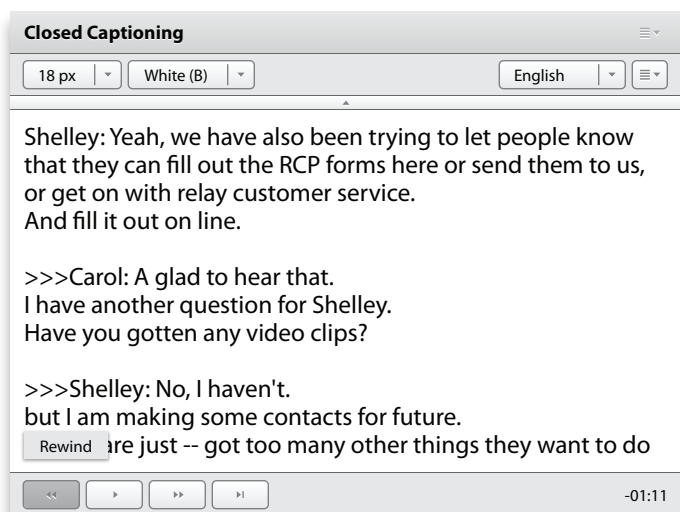 Closed Captioning
18 px
White (B)
English
Shelley: Yeah, we have also been trying to let people know
that they can fill out the RCP forms here or send them to us,
or get on with relay customer service.
And fill it out on line.
>>>Carol: A glad to hear that.
I have another question for Shelley.
Have you gotten any video clips?
>>>Shelley: No, I haven't.
but I am making some contacts for future.
Rewind
just -- got too many other things they want to do
-01:11